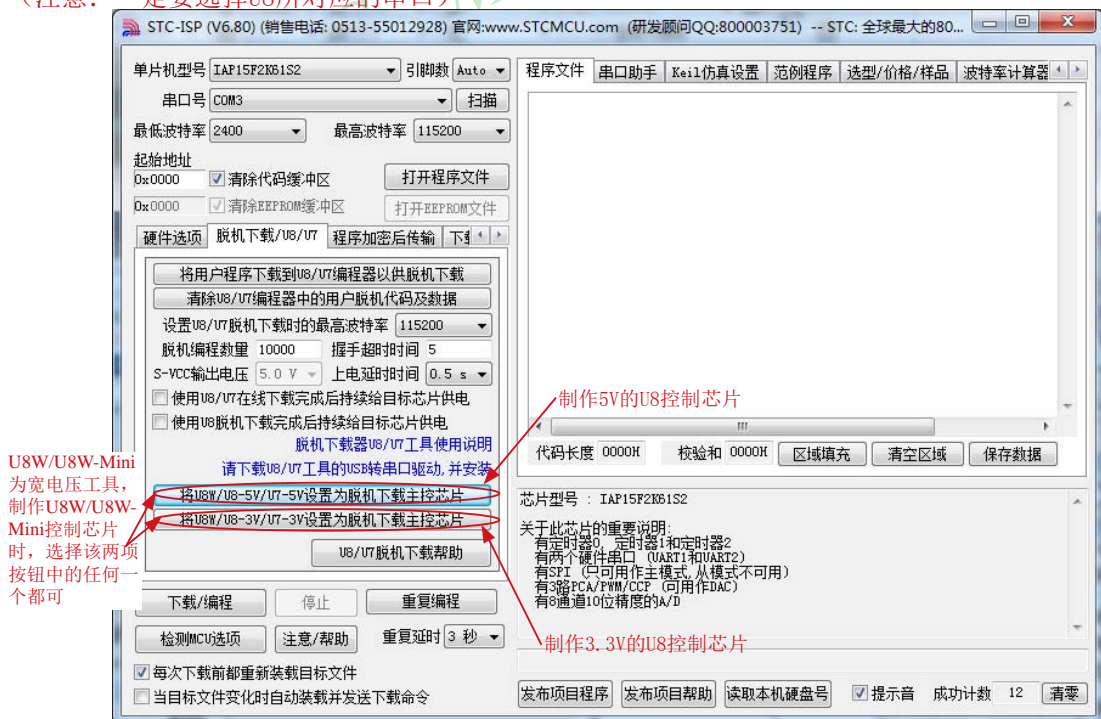 (注意: 一定要选择U8所对应的串口)
STC-ISP (V6.80) (销售电话: 0513-55012928) 官网:www.STCMCU.com (研发顾问QQ:800003751) -- STC: 全球最大的80...
单片机型号 IAP15F2K61S2 引脚数 Auto
串口号 COM3 扫描
最低波特率 2400 最高波特率 115200
起始地址
0x0000 清除代码缓冲区 打开程序文件
0x0000 清除EEPROM缓冲区 打开EEPROM文件
硬件选项 脱机下载/U8/U7 程序加密后传输
将用户程序下载到U8/U7编程器以供脱机下载
清除U8/U7编程器中的用户脱机代码及数据
设置U8/U7脱机下载时的最高波特率 115200
脱机编程数量 10000 握手超时时间 5
S-VCC输出电压 5.0 V 上电延时时间 0.5 s
使用U8/U7在线下载完成后持续给目标芯片供电
使用U8脱机下载完成后持续给目标芯片供电
脱机下载器U8/U7工具使用说明
请下载U8/U7工具的USB转串口驱动,并安装
将U8W/U8-5V/U7-5V设置为脱机下载主控芯片
将U8W/U8-3V/U7-3V设置为脱机下载主控芯片
U8/U7脱机下载帮助
下载/编程 停止 重复编程
检测MCU选项 注意/帮助 重复延时 3 秒
每次下载前都重新装载目标文件
当目标文件变化时自动装载并发送下载命令
程序文件 串口助手 Keil仿真设置 范例程序 选型/价格/样品 波特率计算器
代码长度 0000H 校验和 0000H 区域填充 清空区域 保存数据
芯片型号 : IAP15F2K61S2
关于此芯片的重要说明:
有定时器0, 定时器1和定时器2
有两个硬件串口 (UART1和UART2)
有SPI (只可用作主模式,从模式不可用)
有3路PCA/PWM/CCP (可用作DAC)
有8通道10位精度的A/D
发布项目程序 发布项目帮助 读取本机硬盘号 提示音 成功计数 12 清零
制作5V的U8控制芯片
制作3.3V的U8控制芯片
U8W/U8W-Mini
为宽电压工具，
制作U8W/U8W-
Mini控制芯片
时，选择该两项
按钮中的任何一
个都可